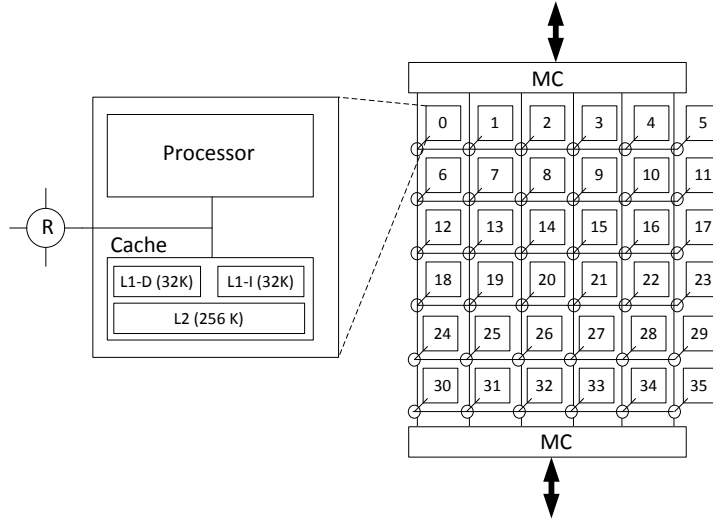 MC
0 1 2 3 4 5
Processor
6 7 8 9 10 11
R
12 13 14 15 16 17
Cache
L1-D (32K) L1-I (32K)
18 19 20 21 22 23
L2 (256 K)
24 25 26 27 28 29
30 31 32 33 34 35
MC